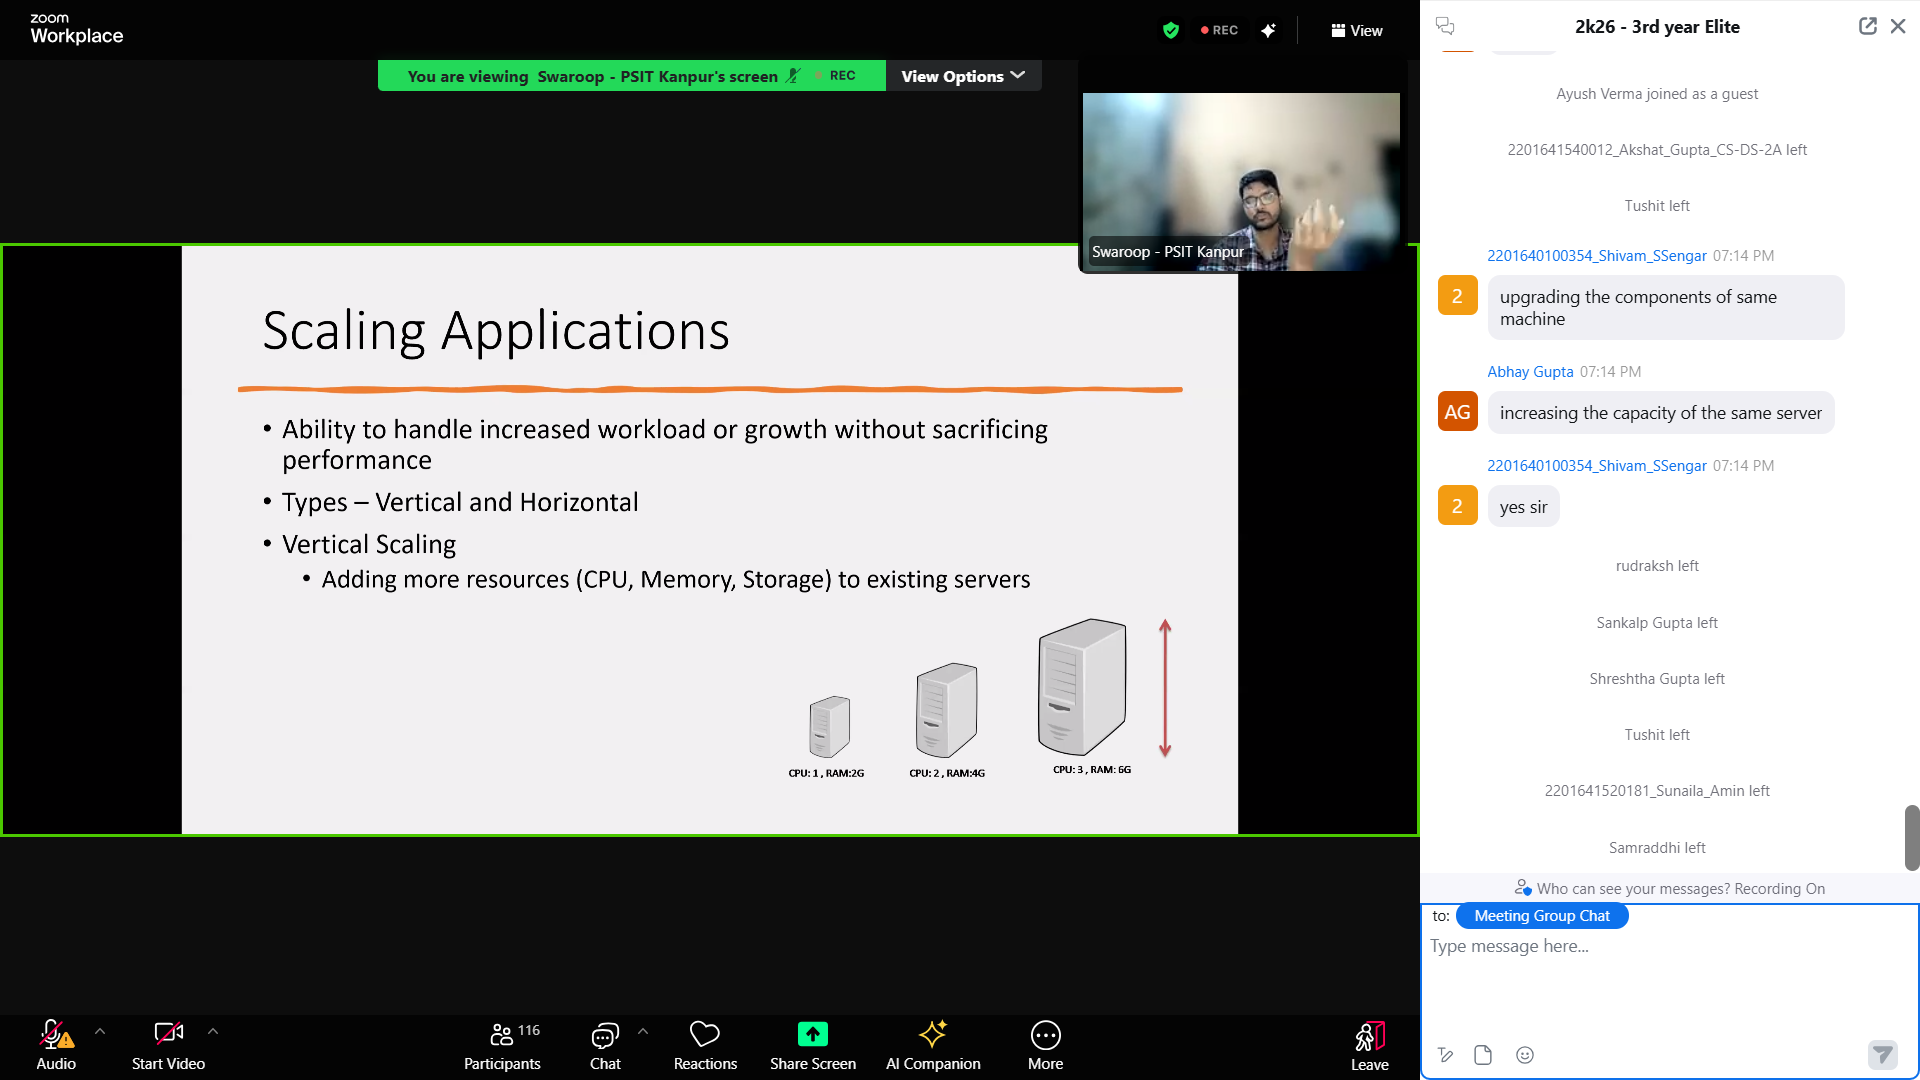 zoom
Workplace
REC
View
You are viewing Swaroop - PSIT Kanpur's screen
REC
View Options
Swaroop - PSIT Kanpur
Scaling Applications
• Ability to handle increased workload or growth without sacrificing
performance
• Types – Vertical and Horizontal
• Vertical Scaling
• Adding more resources (CPU, Memory, Storage) to existing servers
CPU: 1 , RAM:2G
CPU: 2 , RAM:4G
CPU: 3 , RAM: 6G
Audio
Start Video
116
Participants
Chat
Reactions
Share Screen
AI Companion
More
Leave
2k26 - 3rd year Elite
Ayush Verma joined as a guest
2201641540012_Akshat_Gupta_CS-DS-2A left
Tushit left
2201640100354_Shivam_SSengar 07:14 PM
2
upgrading the components of same
machine
Abhay Gupta 07:14 PM
AG
increasing the capacity of the same server
2201640100354_Shivam_SSengar 07:14 PM
2
yes sir
rudraksh left
Sankalp Gupta left
Shreshtha Gupta left
Tushit left
2201641520181_Sunaila_Amin left
Samraddhi left
Who can see your messages? Recording On
to: Meeting Group Chat
Type message here...